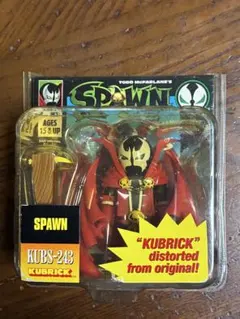 TODD McFARLANE'S
SPAWN
AGES
15 & UP
SPAWN
KUBS-243
KUBRICK
"KUBRICK"
distorted
from original!